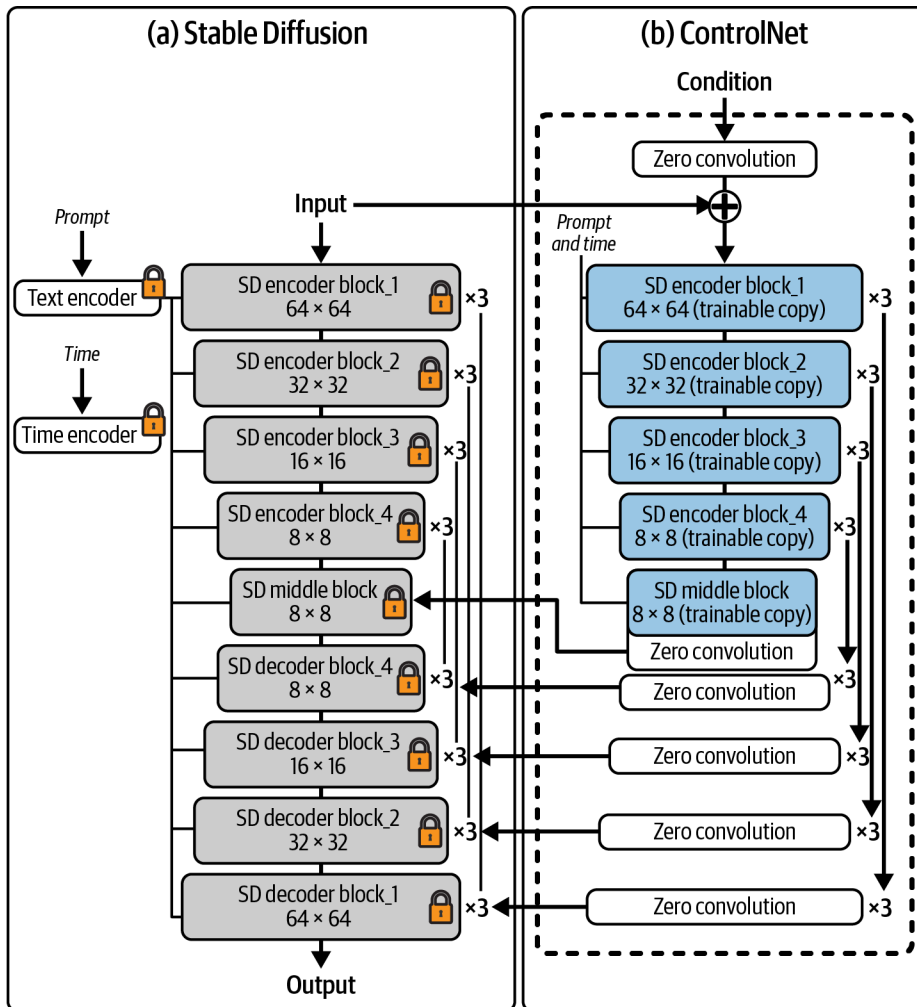 (a) Stable Diffusion
Input
Prompt
Text encoder
Time
Time encoder
SD encoder block_1
64 × 64
×3
SD encoder block_2
32 × 32
×3
SD encoder block_3
16 × 16
×3
SD encoder block_4
8 × 8
×3
SD middle block
8 × 8
SD decoder block_4
8 × 8
×3
SD decoder block_3
16 × 16
×3
SD decoder block_2
32 × 32
×3
SD decoder block_1
64 × 64
×3
Output
(b) ControlNet
Condition
Zero convolution
Prompt
and time
SD encoder block_1
64 × 64 (trainable copy)
×3
SD encoder block_2
32 × 32 (trainable copy)
×3
SD encoder block_3
16 × 16 (trainable copy)
×3
SD encoder block_4
8 × 8 (trainable copy)
×3
SD middle block
8 × 8 (trainable copy)
Zero convolution
Zero convolution
×3
Zero convolution
×3
Zero convolution
×3
Zero convolution
×3